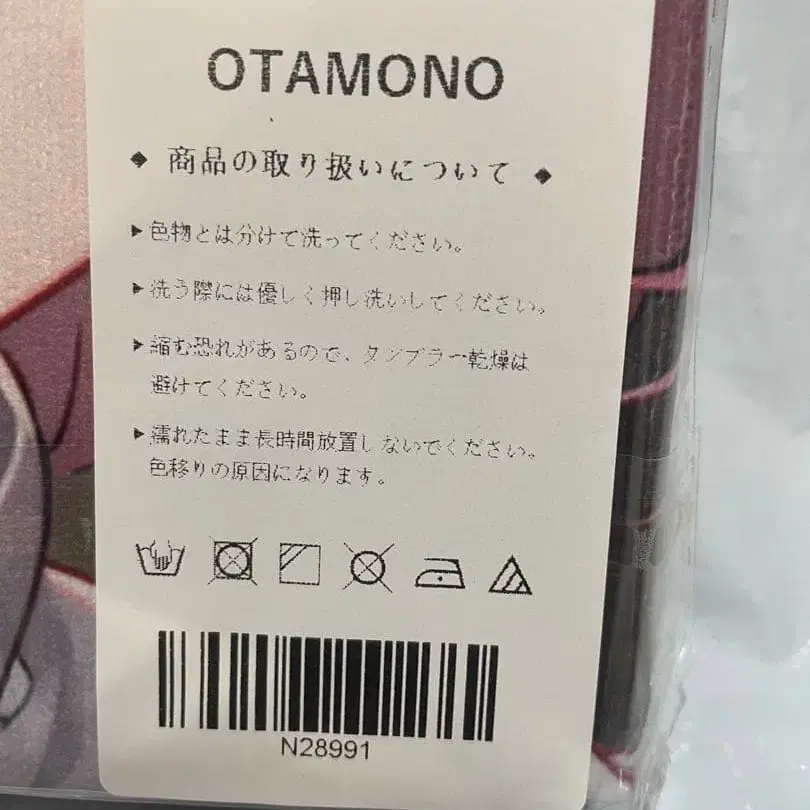 OTAMONO
◆ 商品の取り扱いについて ◆
▶色物とは分けて洗ってください。
▶洗う際には優しく押し洗いしてください。
▶縮む恐れがあるので、タンブラー乾燥は
避けてください。
▶濡れたまま長時間放置しないでください。
色移りの原因になります。
N28991